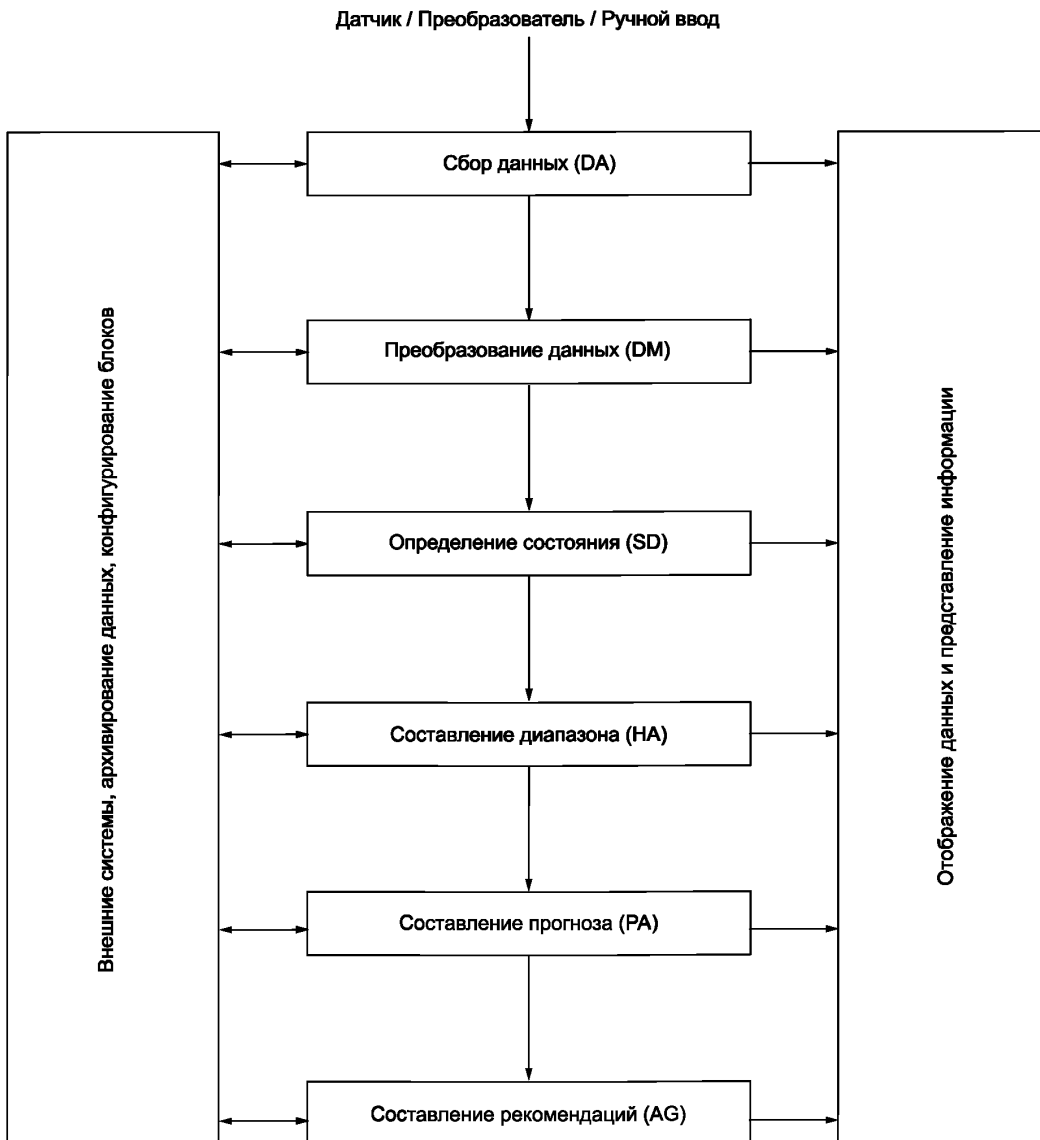 Датчик / Преобразователь / Ручной ввод
Сбор данных (DA)
Преобразование данных (DM)
Определение состояния (SD)
Составление диапазона (HA)
Составление прогноза (PA)
Составление рекомендаций (AG)
Внешние системы, архивирование данных, конфигурирование блоков
Отображение данных и представление информации